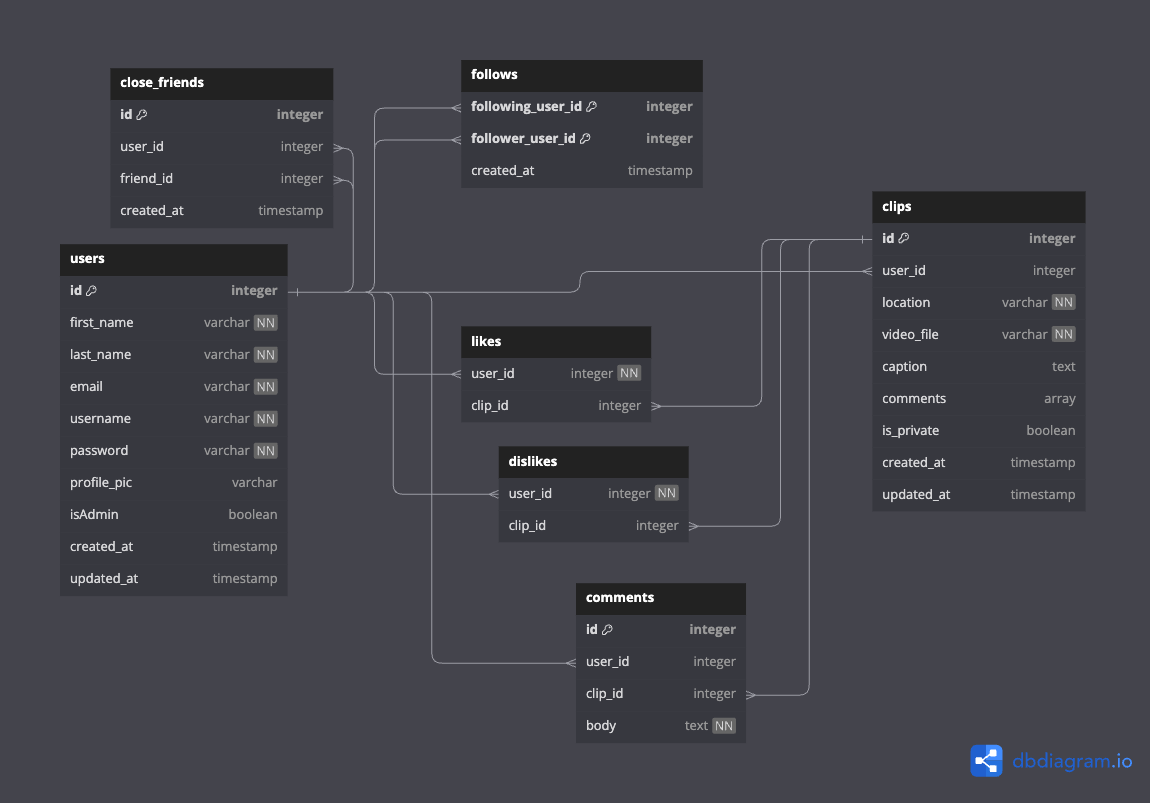 close_friends
id integer
user_id integer
friend_id integer
created_at timestamp
follows
following_user_id integer
follower_user_id integer
created_at timestamp
clips
id integer
user_id integer
location varchar NN
video_file varchar NN
caption text
comments array
is_private boolean
created_at timestamp
updated_at timestamp
users
id integer
first_name varchar NN
last_name varchar NN
email varchar NN
username varchar NN
password varchar NN
profile_pic varchar
isAdmin boolean
created_at timestamp
updated_at timestamp
likes
user_id integer NN
clip_id integer
dislikes
user_id integer NN
clip_id integer
comments
id integer
user_id integer
clip_id integer
body text NN
dbdiagram.io